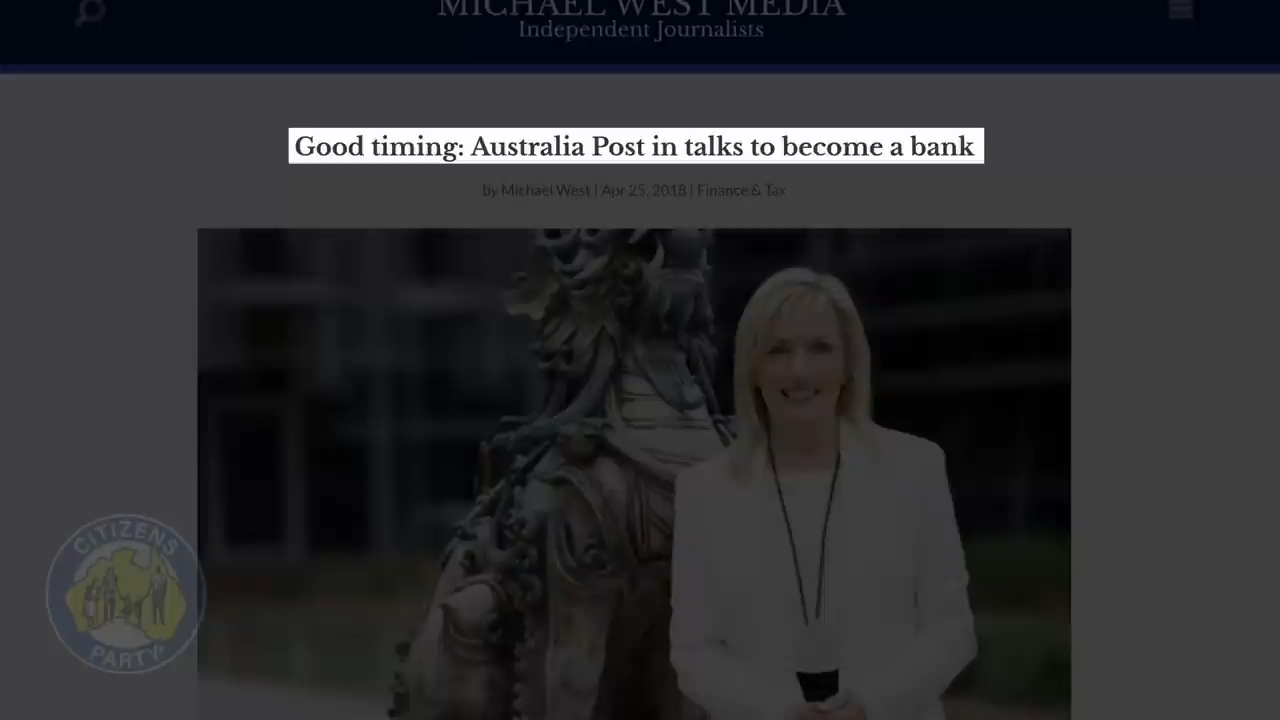 MICHAEL WEST MEDIA
Independent Journalists
Good timing: Australia Post in talks to become a bank
by Michael West | Apr 25, 2018 | Finance & Tax
CITIZENS
PARTY